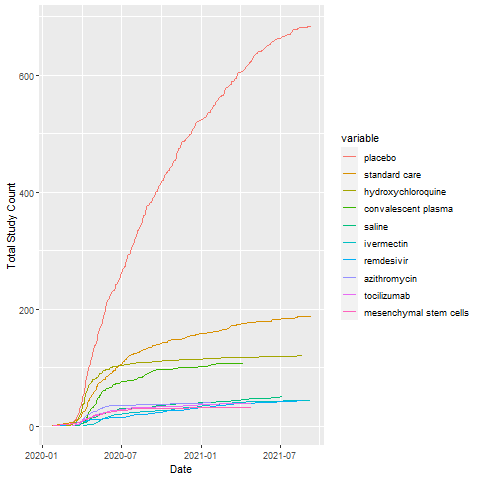 600
400
200
0
Total Study Count
2020-01 2020-07 2021-01 2021-07
Date
variable
placebo
standard care
hydroxychloroquine
convalescent plasma
saline
ivermectin
remdesivir
azithromycin
tocilizumab
mesenchymal stem cells